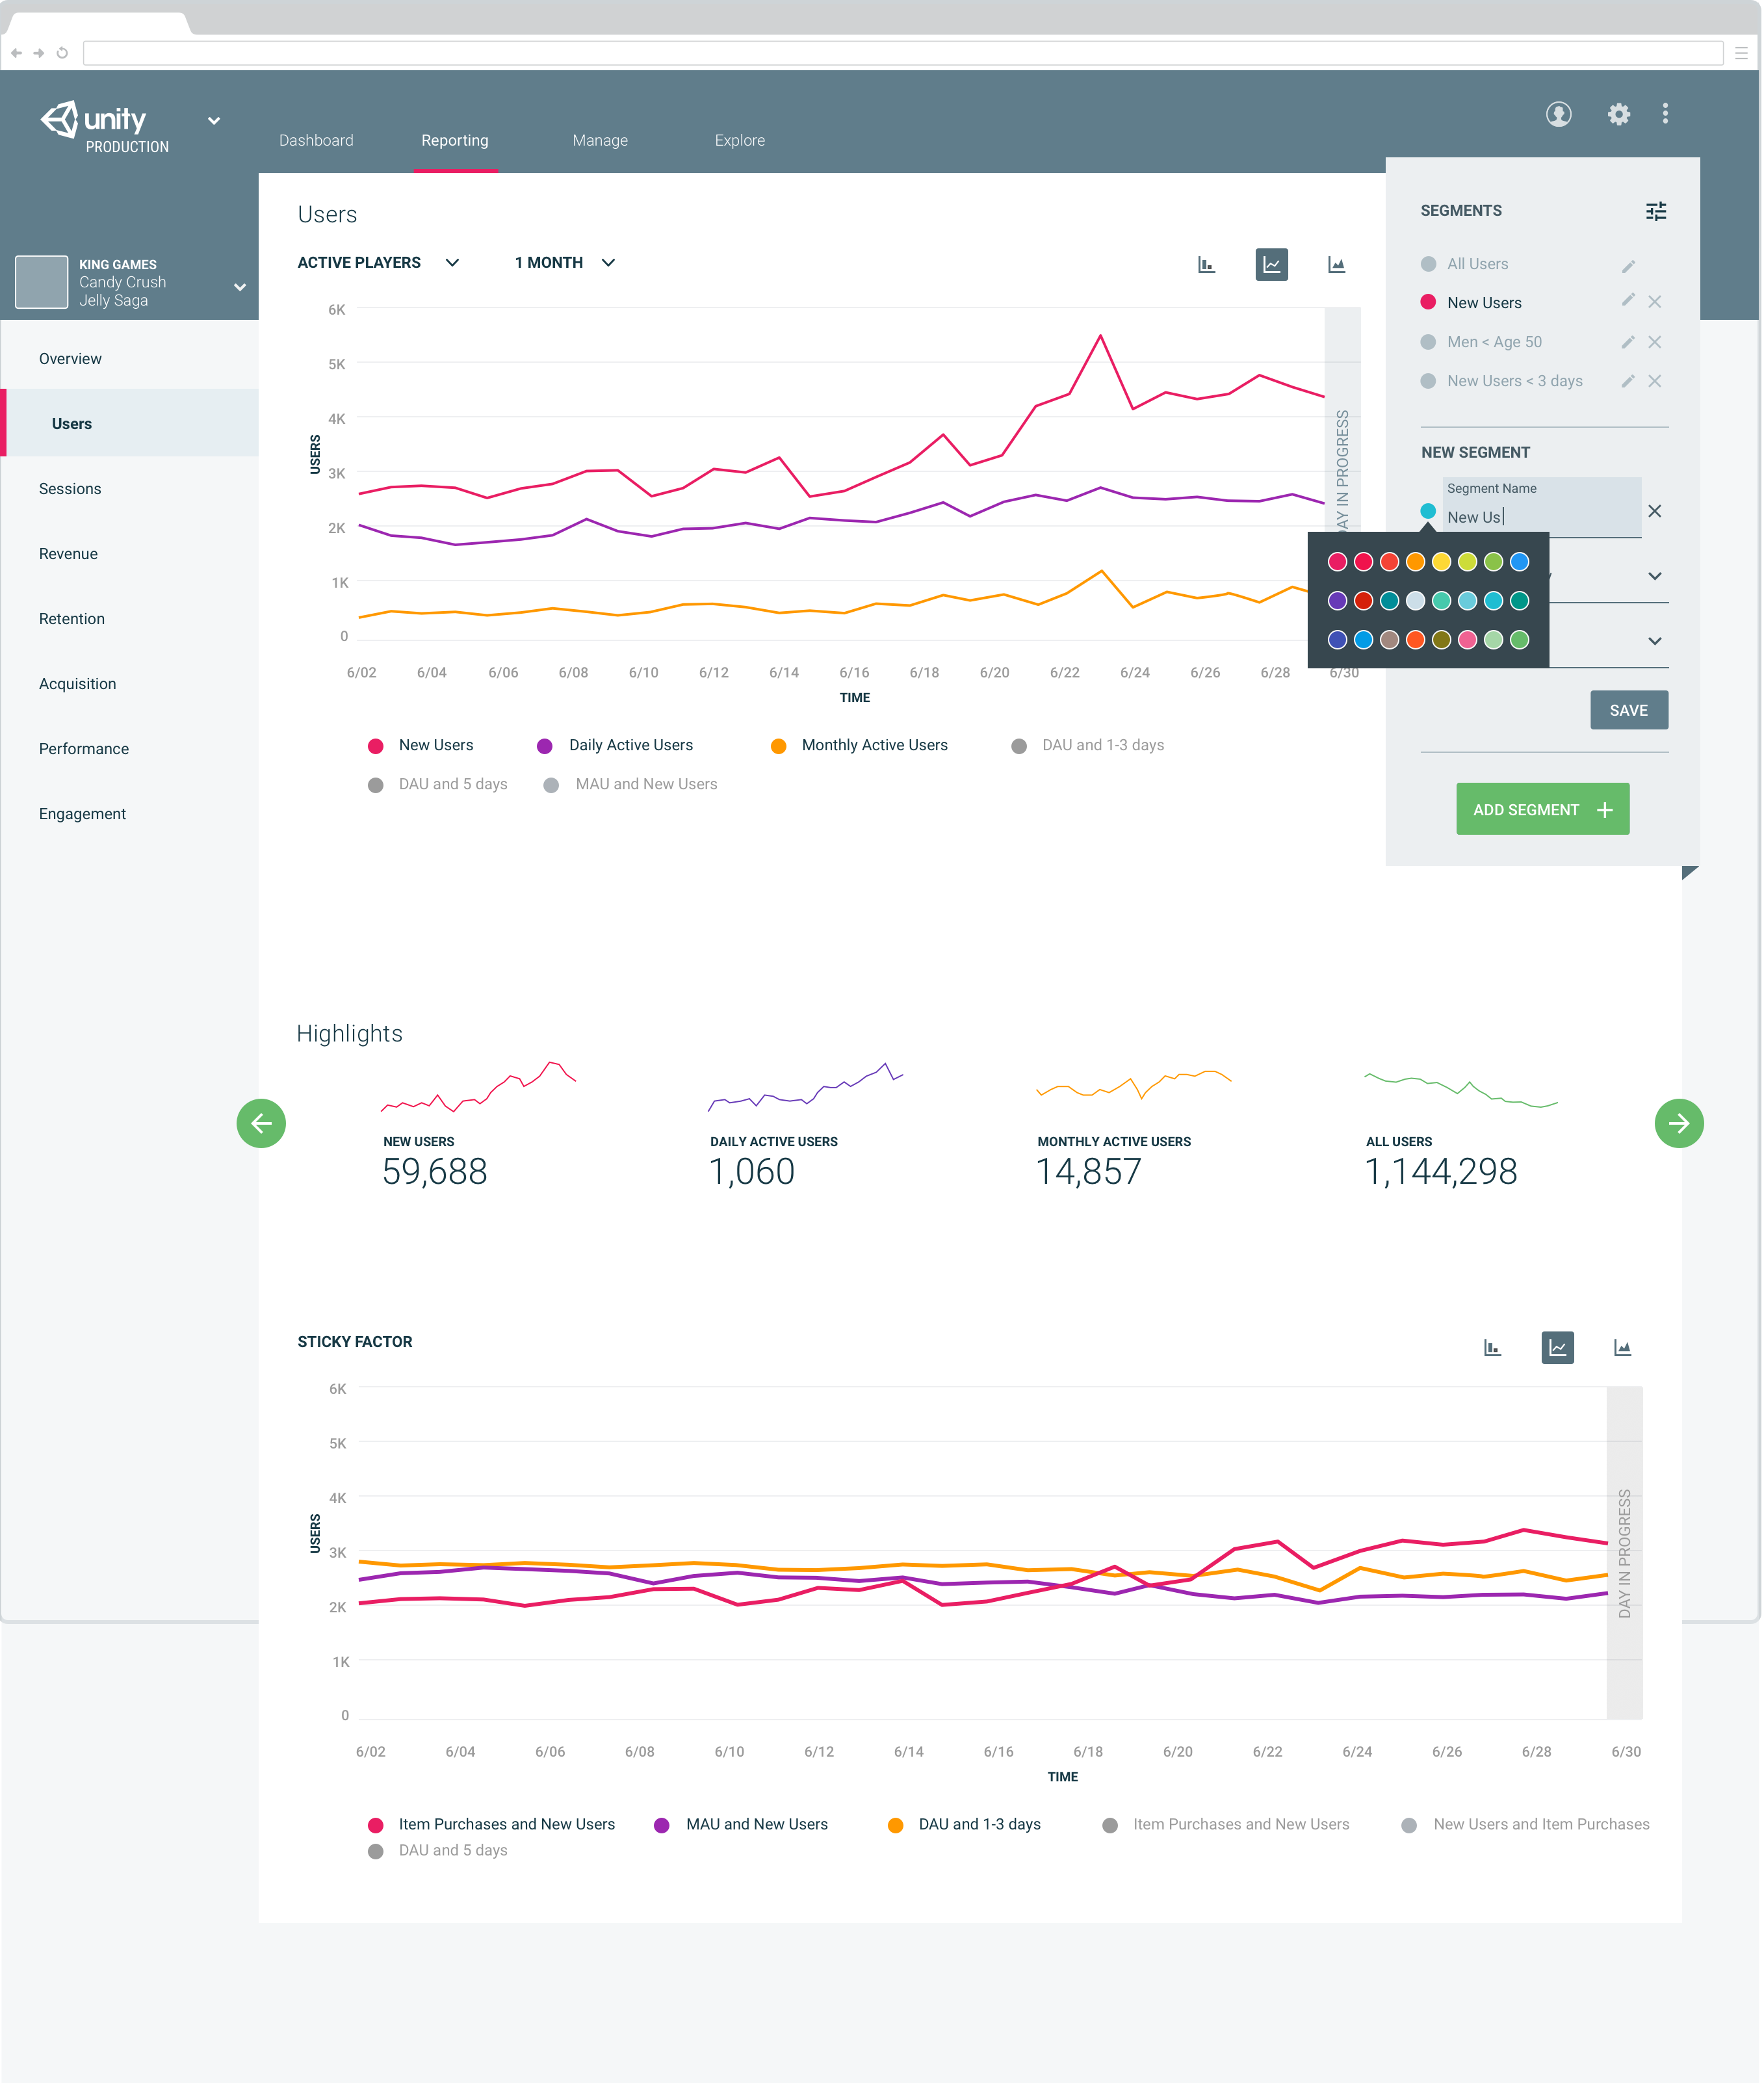 unity
PRODUCTION
Dashboard
Reporting
Manage
Explore
KING GAMES
Candy Crush
Jelly Saga
Overview
Users
Sessions
Revenue
Retention
Acquisition
Performance
Engagement
Users
ACTIVE PLAYERS
1 MONTH
6K
5K
4K
3K
2K
1K
0
USERS
DAY IN PROGRESS
6/02 6/04 6/06 6/08 6/10 6/12 6/14 6/16 6/18 6/20 6/22 6/24 6/26 6/28 6/30
TIME
New Users Daily Active Users Monthly Active Users DAU and 1-3 days
DAU and 5 days MAU and New Users
SEGMENTS
All Users
New Users
Men < Age 50
New Users < 3 days
NEW SEGMENT
Segment Name
New Us
SAVE
ADD SEGMENT
Highlights
NEW USERS
59,688
DAILY ACTIVE USERS
1,060
MONTHLY ACTIVE USERS
14,857
ALL USERS
1,144,298
STICKY FACTOR
6K
5K
4K
3K
2K
1K
0
USERS
DAY IN PROGRESS
6/02 6/04 6/06 6/08 6/10 6/12 6/14 6/16 6/18 6/20 6/22 6/24 6/26 6/28 6/30
TIME
Item Purchases and New Users MAU and New Users DAU and 1-3 days Item Purchases and New Users New Users and Item Purchases
DAU and 5 days